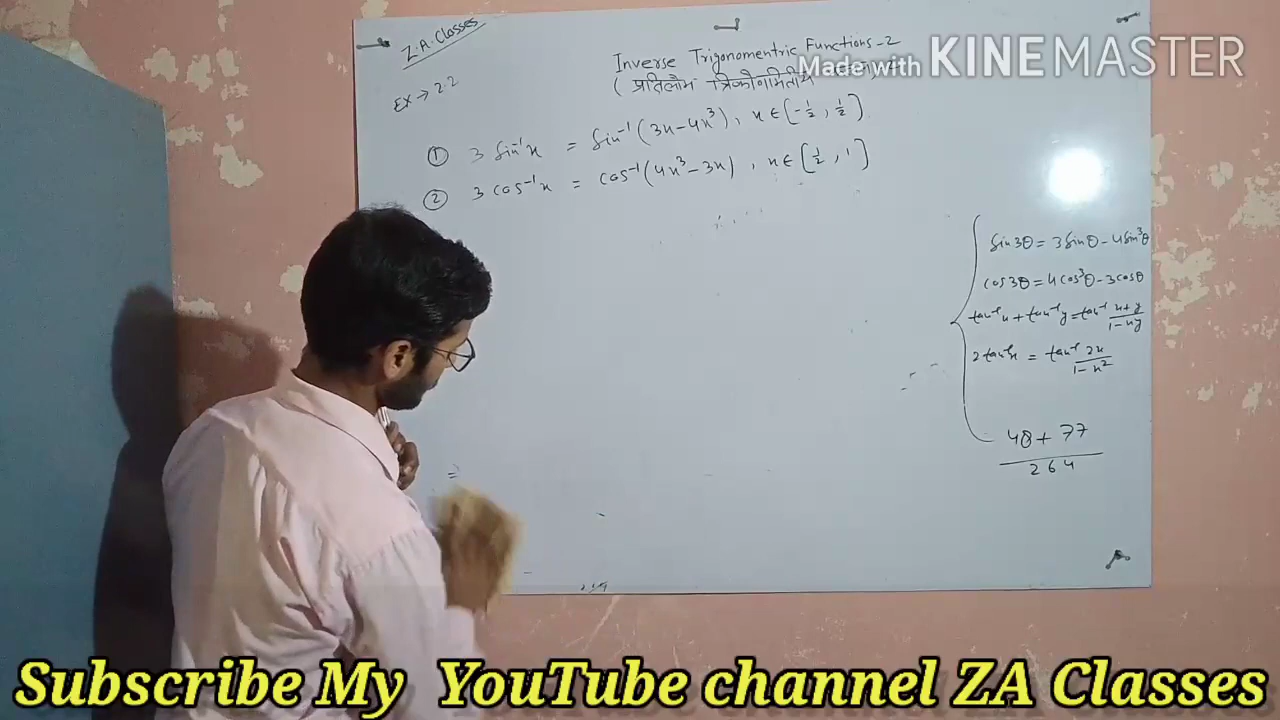 Z.A. Classes
EX → 2.2
Inverse Trigonomentric Functions-2
( प्रतिलोम त्रिकोणमितीय
Made with KINEMASTER
① 3 sin⁻¹x = sin⁻¹(3x-4x³), x ∈ [-1/2, 1/2]
② 3 cos⁻¹x = cos⁻¹(4x³-3x), x ∈ [1/2, 1]
sin3θ = 3sinθ - 4sin³θ
cos3θ = 4cos³θ - 3cosθ
tan⁻¹x + tan⁻¹y = tan⁻¹ x+y/1-xy
2tan⁻¹x = tan⁻¹ 2x/1-x²
48+77
264
=
Subscribe My YouTube channel ZA Classes